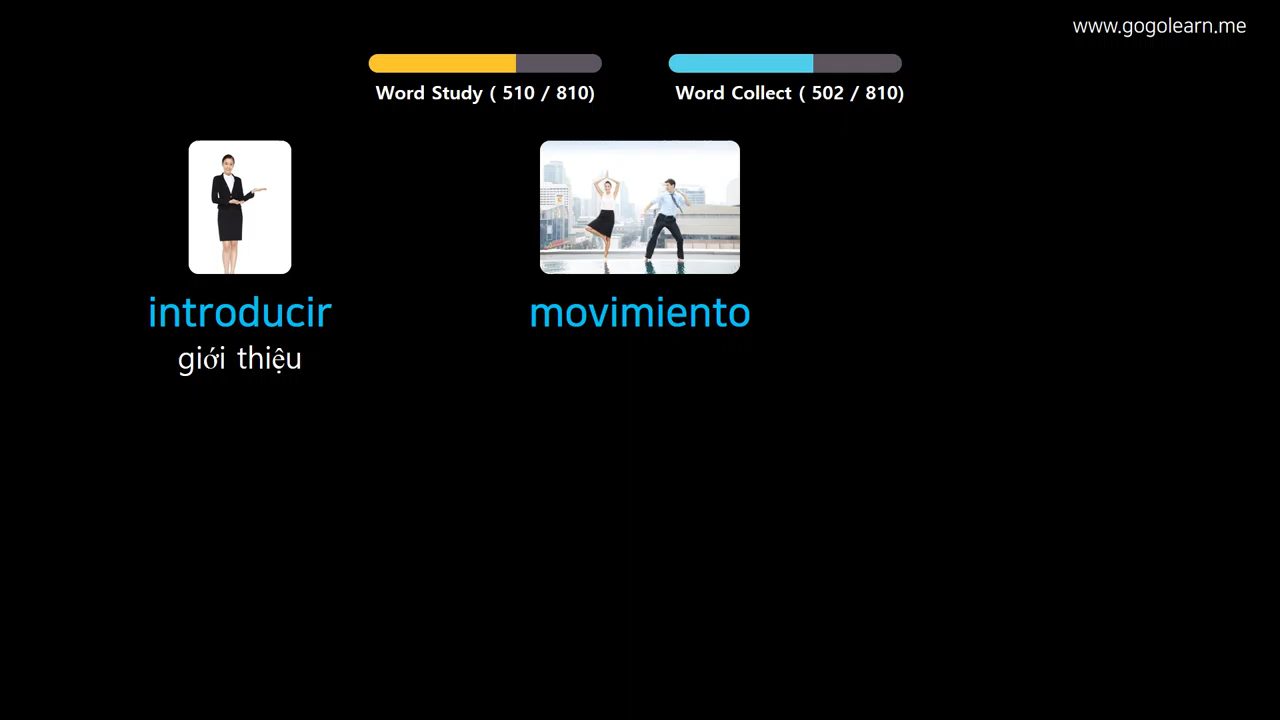 www.gogolearn.me
Word Study ( 510 / 810)
Word Collect ( 502 / 810)
introducir
giới thiệu
movimiento